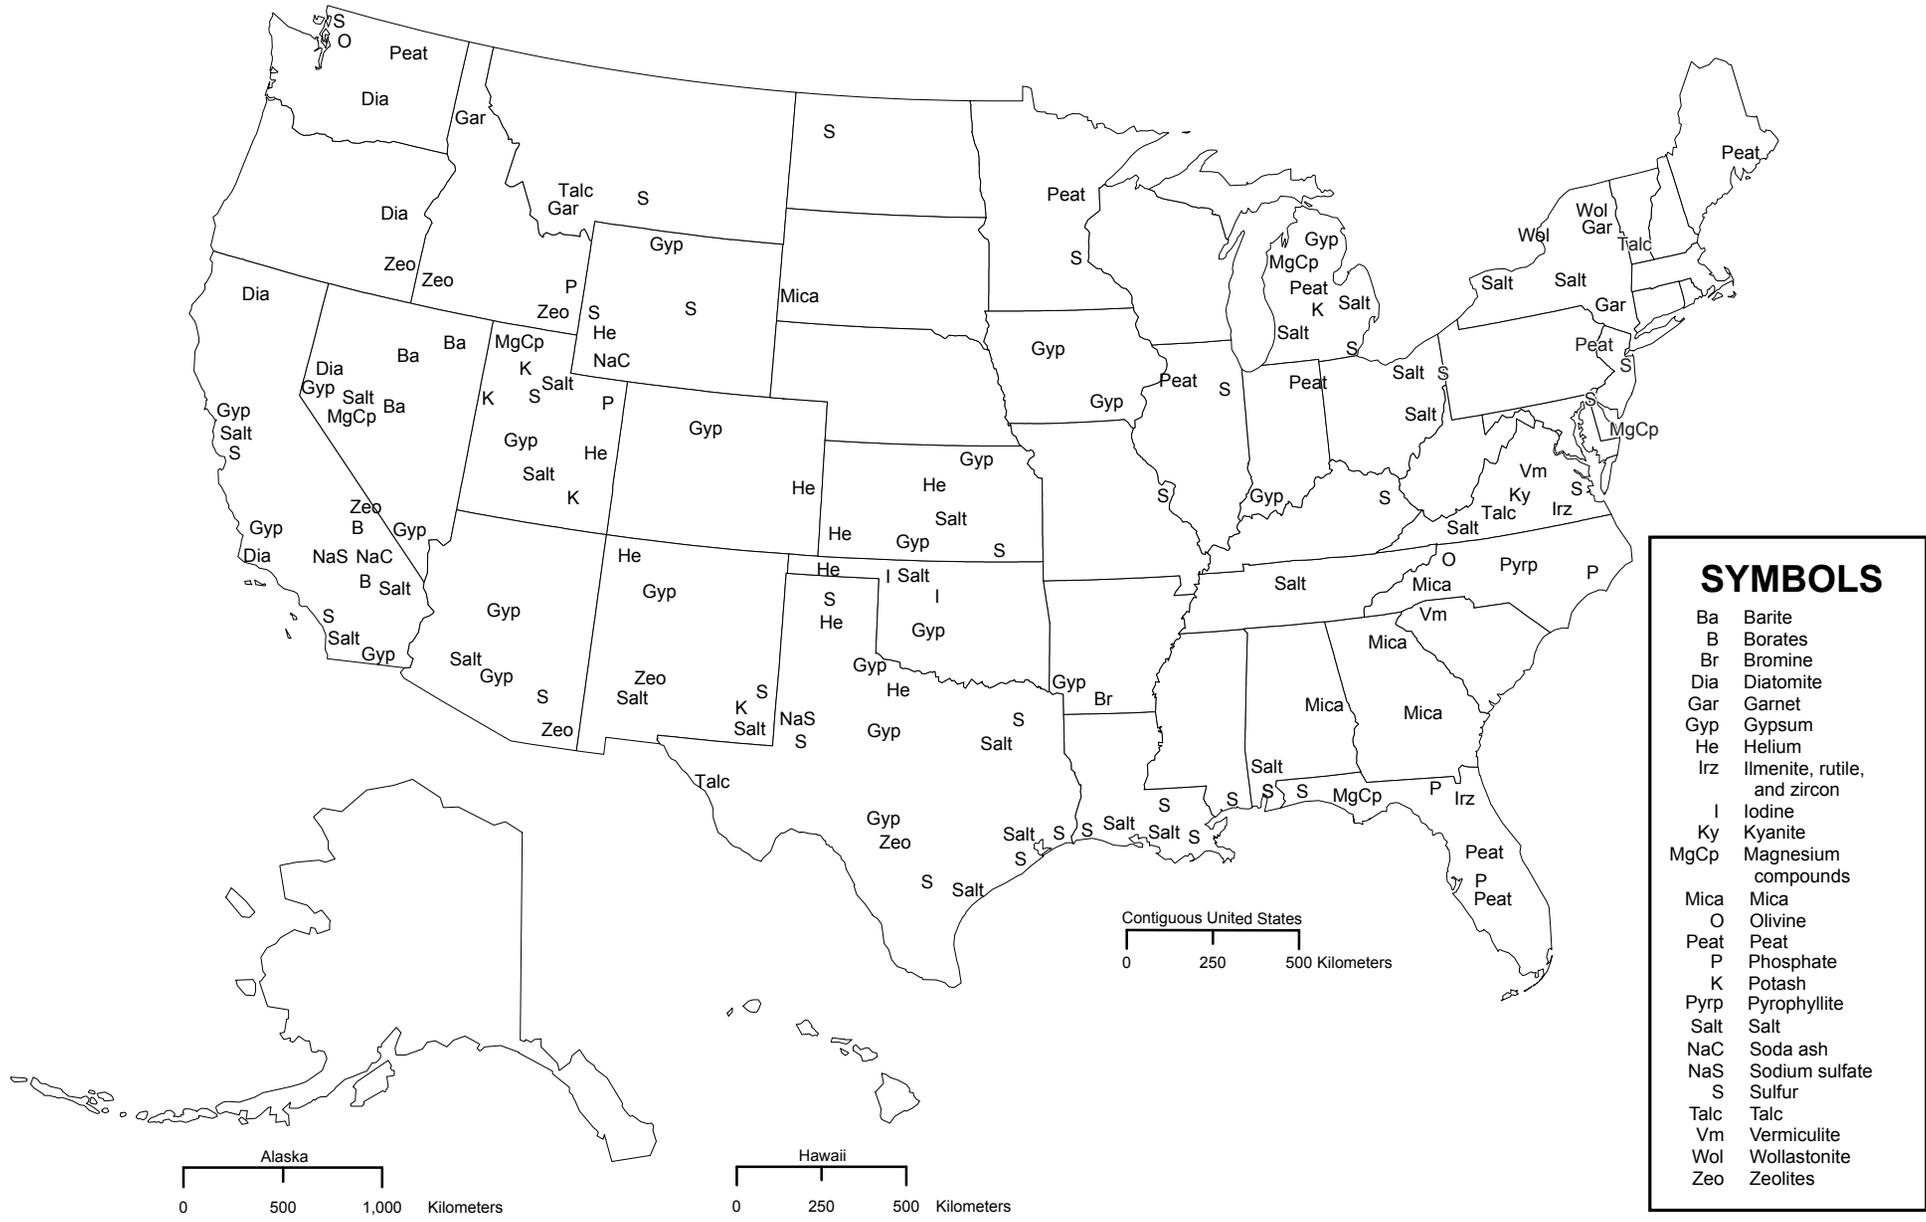 S
O
Peat
Dia
Gar
Dia
Zeo
Zeo
Talc
Gar
S
P
Zeo
S
Gyp
S
S
He
NaC
Mica
Peat
S
Gyp
MgCp
Peat
K
Salt
Salt
S
Peat
Wol
Gar
Wol
Talc
Salt
Salt
Gar
Peat
S
S
MgCp
Dia
Ba
Ba
Dia
Gyp
Salt
MgCp
Ba
MgCp
K
Salt
K
S
P
Gyp
He
Salt
K
Gyp
Salt
S
Gyp
Dia
Zeo
B
Gyp
NaS
NaC
B
Salt
S
Salt
Gyp
Gyp
He
Gyp
Gyp
Peat
S
Peat
Salt
S
Salt
Gyp
He
Salt
He
Gyp
S
S
Gyp
S
Vm
Ky
S
Talc
Irz
Salt
He
Gyp
Gyp
Salt
Gyp
S
Zeo
Zeo
Salt
S
K
Salt
He
I
Salt
I
Gyp
S
He
Gyp
He
NaS
S
Gyp
S
Salt
Talc
Gyp
Zeo
Salt
S
S
S
Salt
Gyp
Br
S
Salt
S
Salt
S
S
Salt
O
Pyrp
P
Mica
Vm
Mica
Mica
Mica
Salt
S
S
MgCp
P
Irz
Peat
P
Peat
SYMBOLS
Ba Barite
B Borates
Br Bromine
Dia Diatomite
Gar Garnet
Gyp Gypsum
He Helium
Irz Ilmenite, rutile,
and zircon
I Iodine
Ky Kyanite
MgCp Magnesium
compounds
Mica Mica
O Olivine
Peat Peat
P Phosphate
K Potash
Pyrp Pyrophyllite
Salt Salt
NaC Soda ash
NaS Sodium sulfate
S Sulfur
Talc Talc
Vm Vermiculite
Wol Wollastonite
Zeo Zeolites
Contiguous United States
0 250 500 Kilometers
Alaska
0 500 1,000 Kilometers
Hawaii
0 250 500 Kilometers